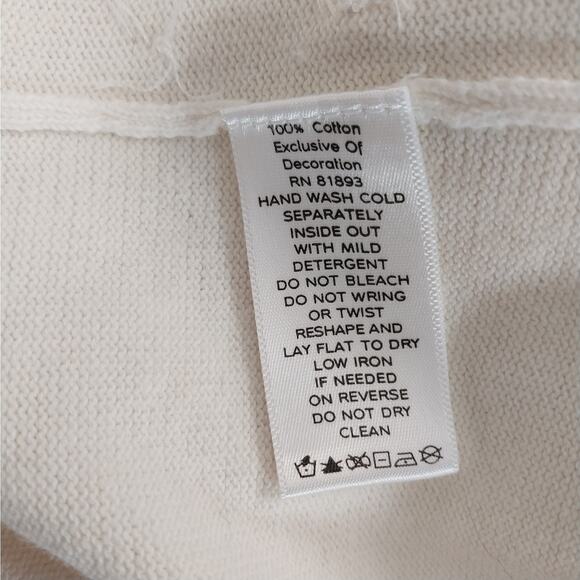 100% Cotton
Exclusive Of
Decoration
RN 81893
HAND WASH COLD
SEPARATELY
INSIDE OUT
WITH MILD
DETERGENT
DO NOT BLEACH
DO NOT WRING
OR TWIST
RESHAPE AND
LAY FLAT TO DRY
LOW IRON
IF NEEDED
ON REVERSE
DO NOT DRY
CLEAN